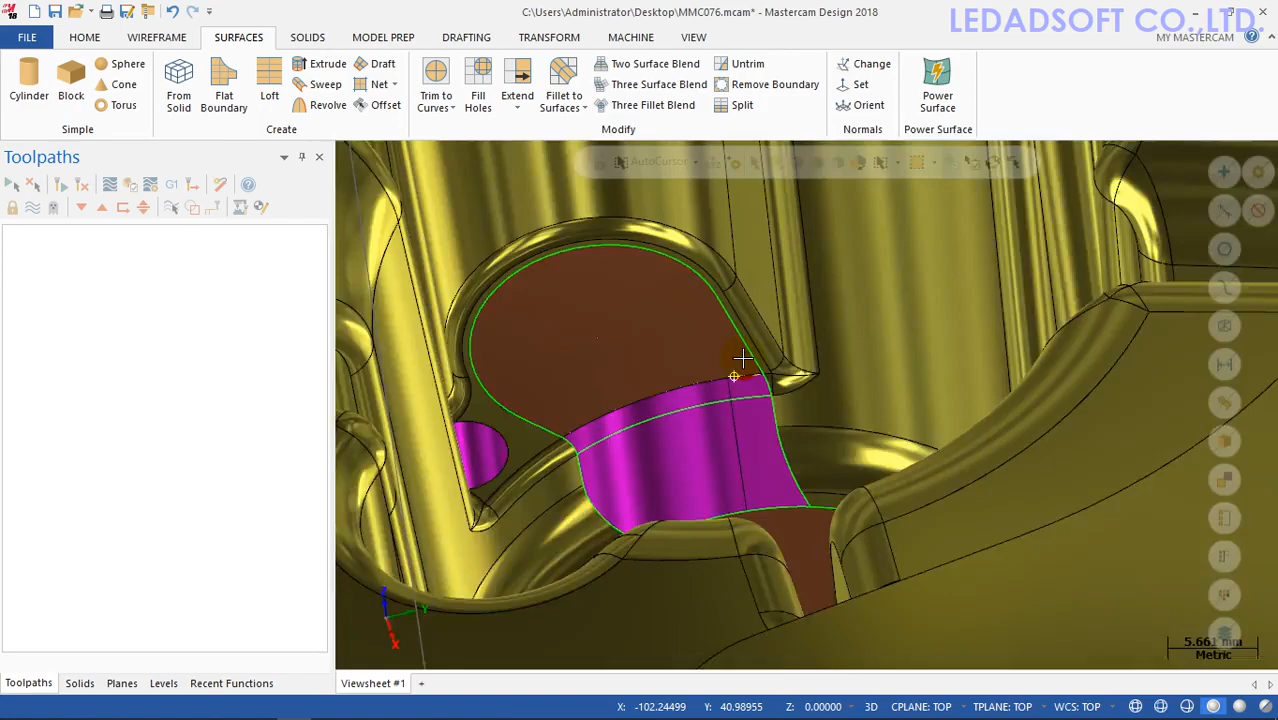 C:\Users\Administrator\Desktop\MMC076.mcam* - Mastercam Design 2018
LEDADSOFT CO.,LTD.
FILE HOME WIREFRAME SURFACES SOLIDS MODEL PREP DRAFTING TRANSFORM MACHINE VIEW MY MASTERCAM
Cylinder Block Sphere Cone Torus
Simple
From Solid Flat Boundary Loft Extrude Sweep Revolve Draft Net Offset
Create
Trim to Curves Fill Holes Extend Fillet to Surfaces Two Surface Blend Three Surface Blend Three Fillet Blend Untrim Remove Boundary Split
Modify
Change Set Orient
Normals
Power Surface
Power Surface
Toolpaths
G1
AutoCursor
Z
Y
X
5.661 mm
Metric
Toolpaths Solids Planes Levels Recent Functions
Viewsheet #1
X: -102.24499 Y: 40.98955 Z: 0.00000 3D CPLANE: TOP TPLANE: TOP WCS: TOP